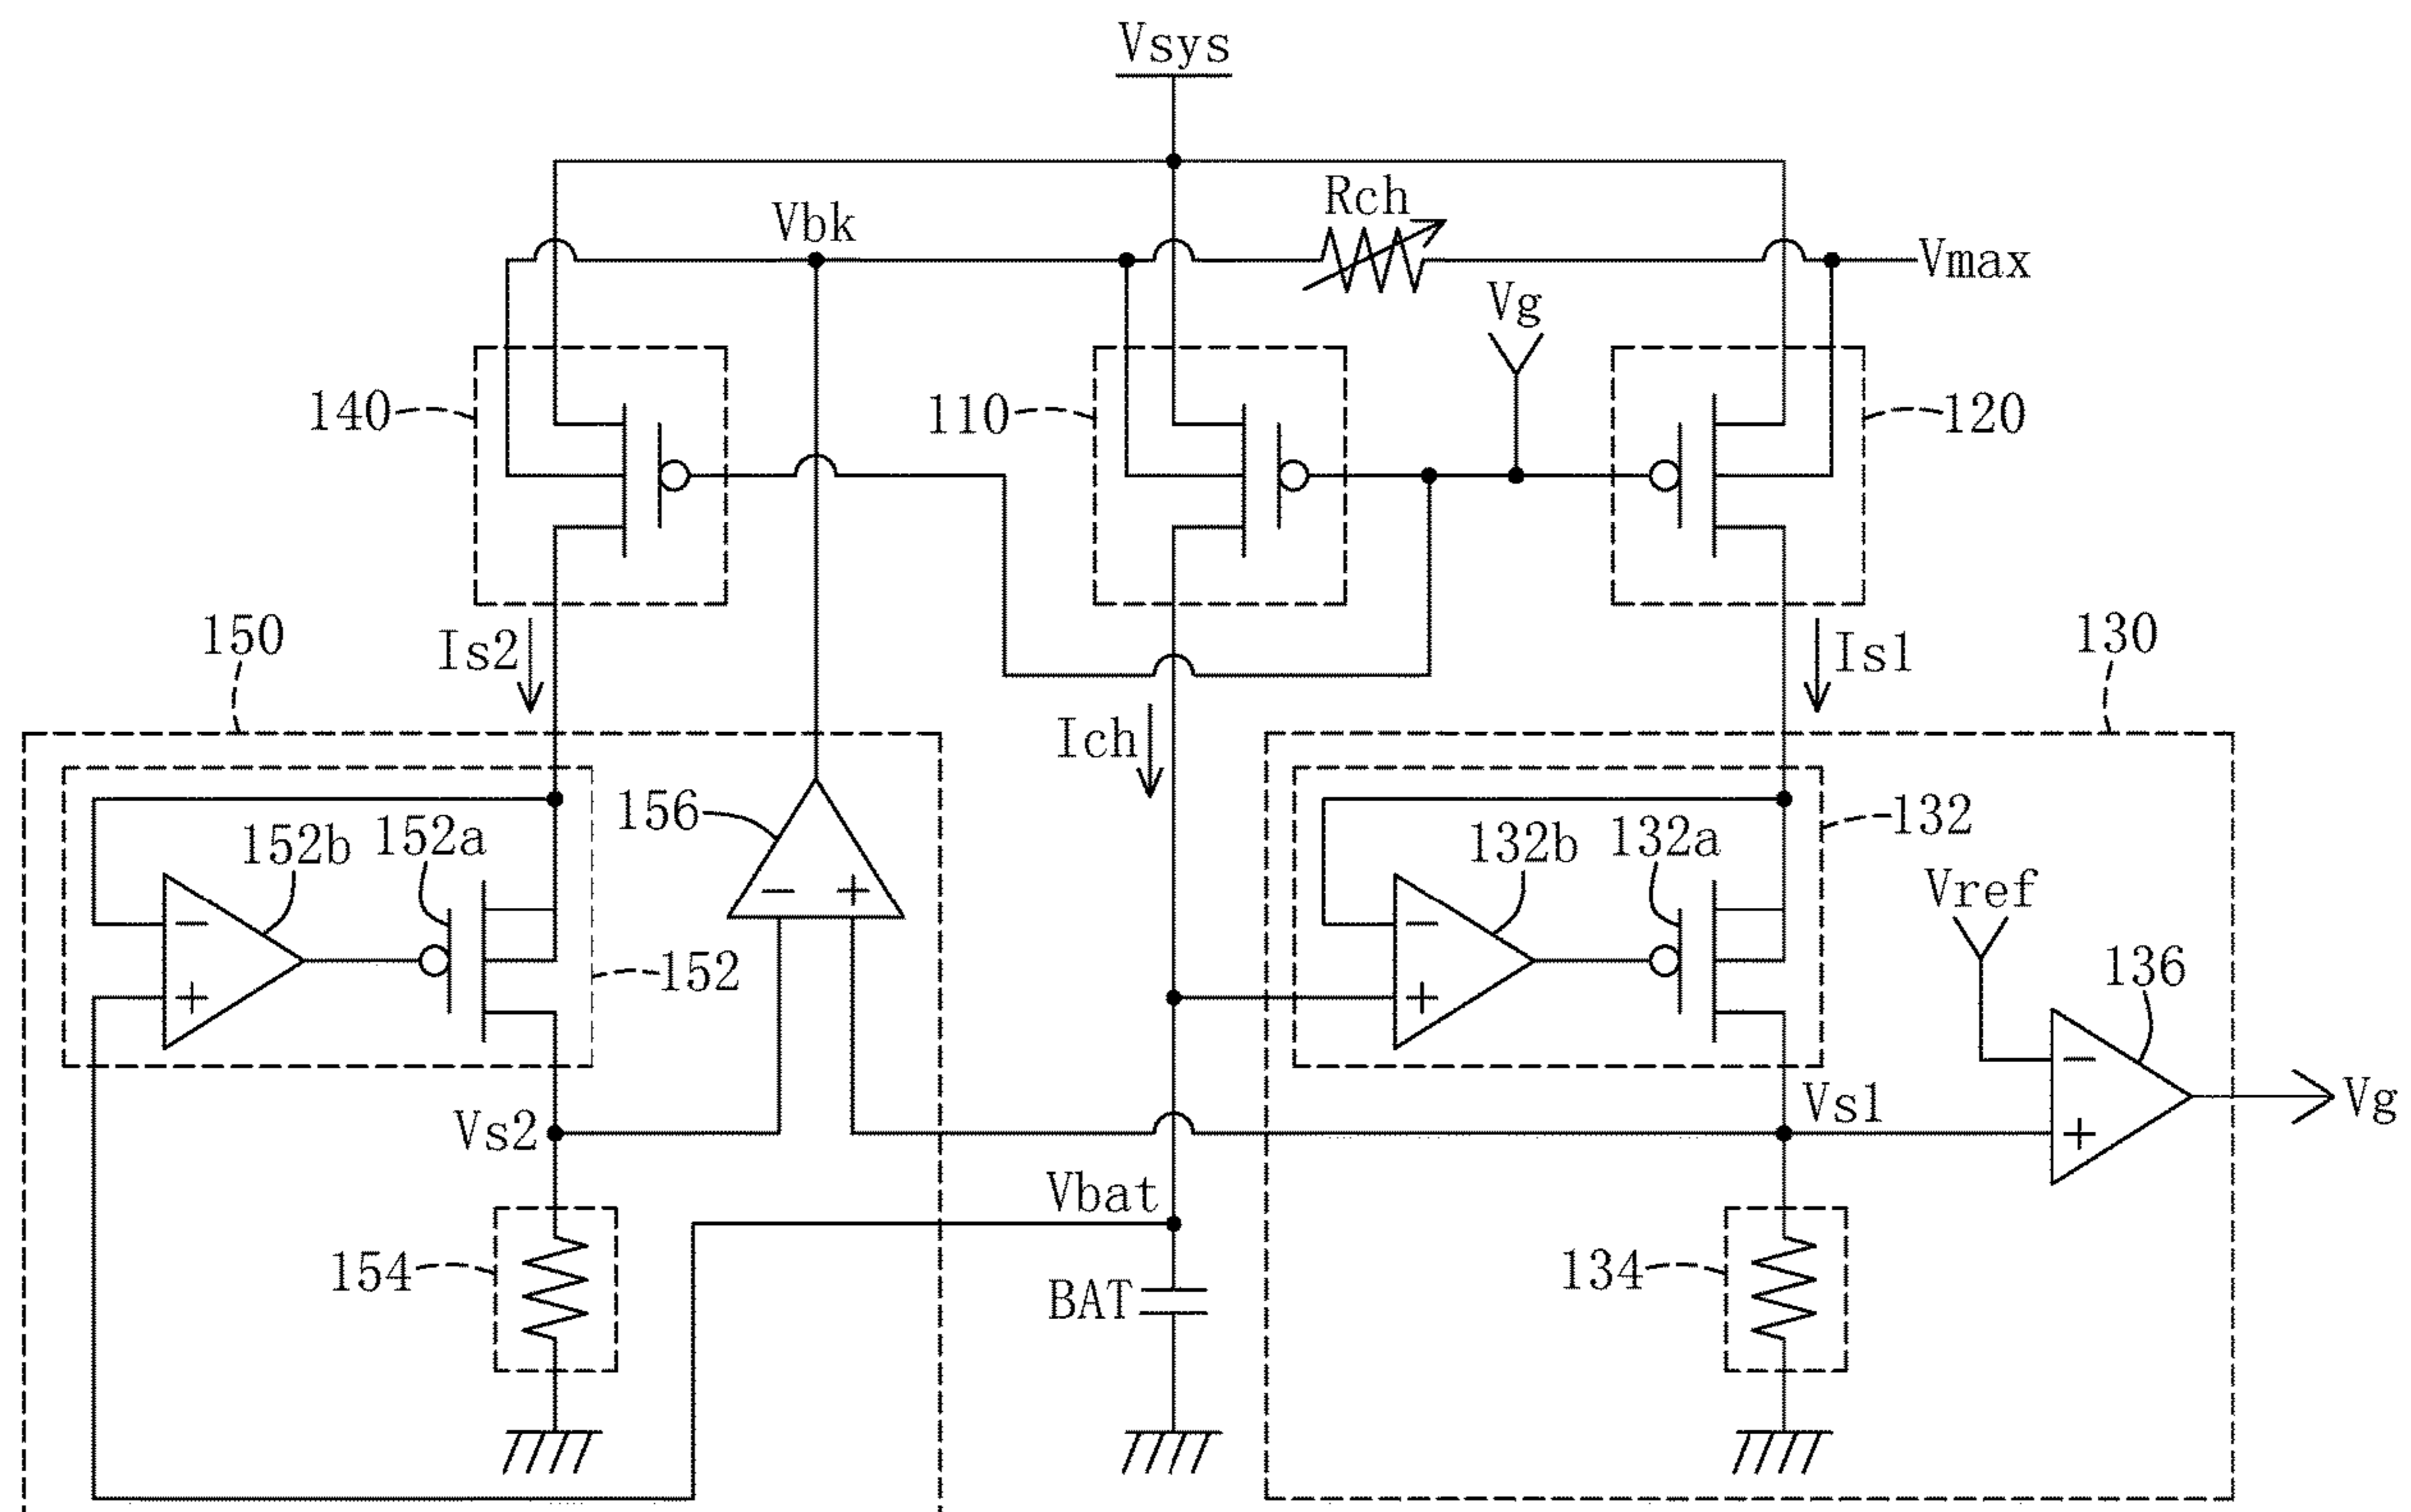 Vsys
Rch
Vbk
Vmax
Vg
140
110
120
150
Is2
Is1
130
Ich
156
152b
152a
132b
132a
132
Vref
- +
-
+
-
+
152
136
-
+
Vs2
Vs1
Vg
Vbat
154
BAT
134